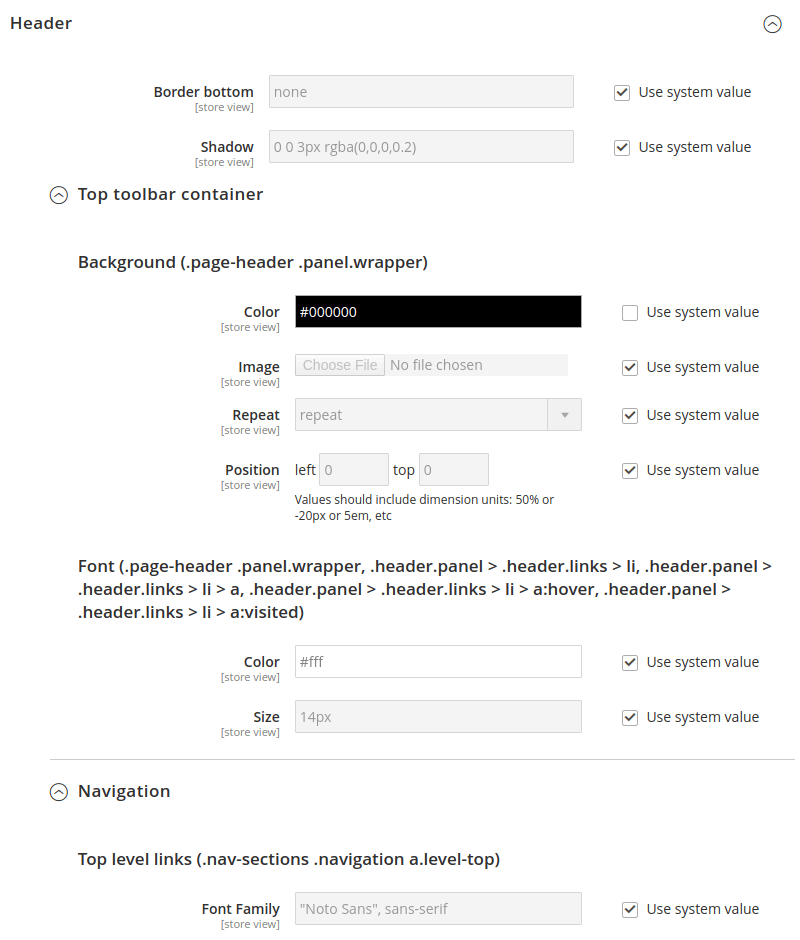 Header
Border bottom none Use system value
[store view]
Shadow 0 0 3px rgba(0,0,0,0.2) Use system value
[store view]
Top toolbar container
Background (.page-header .panel.wrapper)
Color #000000 Use system value
[store view]
Image Choose File No file chosen Use system value
[store view]
Repeat repeat Use system value
[store view]
Position left 0 top 0 Use system value
[store view]
Values should include dimension units: 50% or
-20px or 5em, etc
Font (.page-header .panel.wrapper, .header.panel > .header.links > li, .header.panel >
.header.links > li > a, .header.panel > .header.links > li > a:hover, .header.panel >
.header.links > li > a:visited)
Color #fff Use system value
[store view]
Size 14px Use system value
[store view]
Navigation
Top level links (.nav-sections .navigation a.level-top)
Font Family "Noto Sans", sans-serif Use system value
[store view]